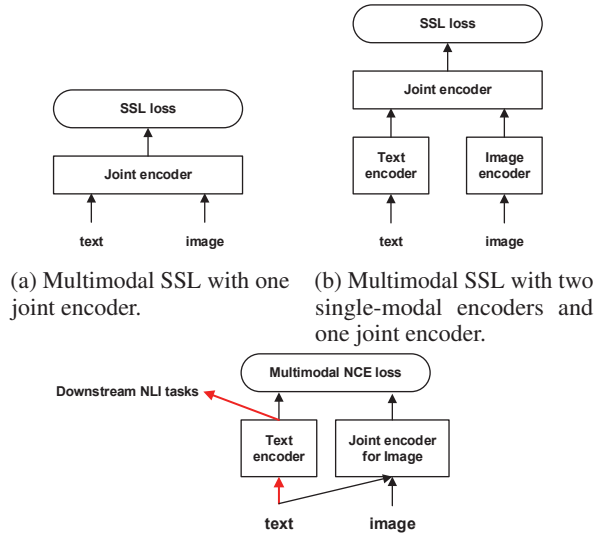 SSL loss
Joint encoder
text image
(a) Multimodal SSL with one
joint encoder.
SSL loss
Joint encoder
Text
encoder
Image
encoder
text image
(b) Multimodal SSL with two
single-modal encoders and
one joint encoder.
Multimodal NCE loss
Downstream NLI tasks
Text
encoder
Joint encoder
for Image
text image